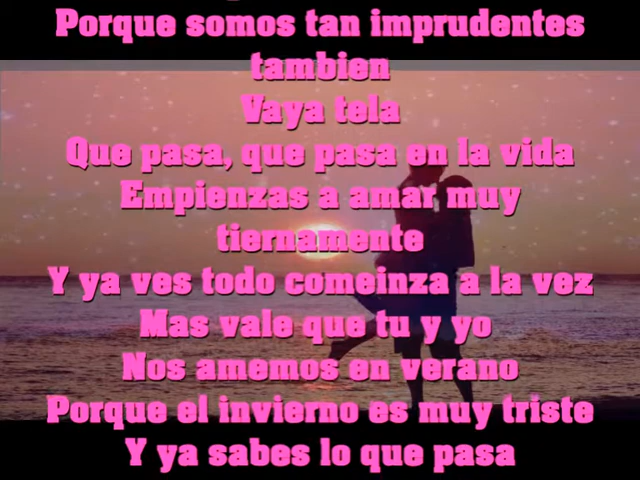 Porque somos tan imprudentes
tambien
Vaya tela
Que pasa, que pasa en la vida
Empienzas a amar muy
tiernamente
Y ya ves todo comeinza a la vez
Mas vale que tu y yo
Nos amemos en verano
Porque el invierno es muy triste
Y ya sabes lo que pasa